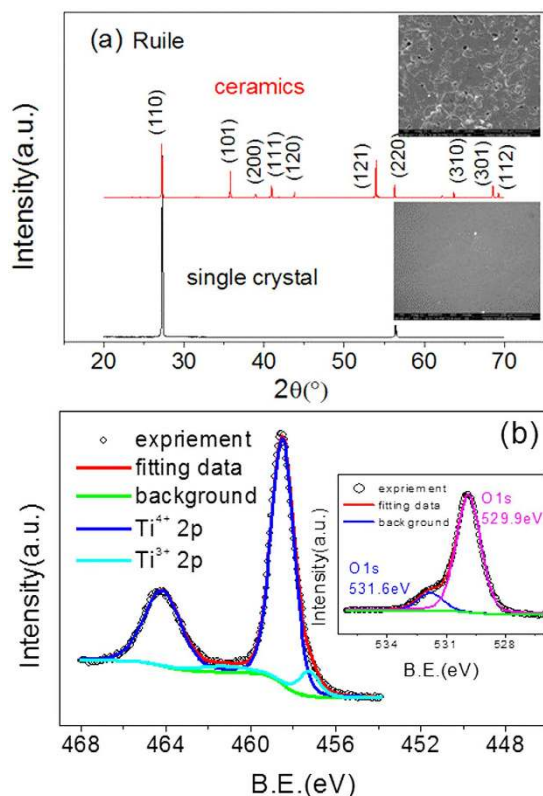 (a) Ruile
ceramics
(110)
(101)
(200)
(111)
(120)
(121)
(220)
(310)
(301)
(112)
single crystal
Intensity(a.u.)
20 30 40 50 60 70
2θ(°)
(b)
expriement
fitting data
background
Ti4+ 2p
Ti3+ 2p
expriement
fitting data
background
O1s
529.9eV
O1s
531.6eV
Intensity(a.u.)
534 531 528
B.E.(eV)
Intensity(a.u.)
468 464 460 456 452 448
B.E.(eV)